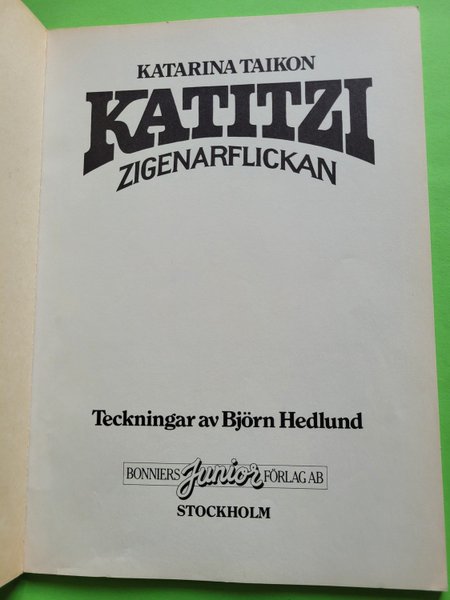 KATARINA TAIKON
KATITZI
ZIGENARFLICKAN
Teckningar av Björn Hedlund
BONNIERS Junior FÖRLAG AB
STOCKHOLM